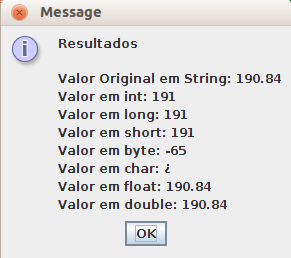 Message
Resultados
Valor Original em String: 190.84
Valor em int: 191
Valor em long: 191
Valor em short: 191
Valor em byte: -65
Valor em char: ¿
Valor em float: 190.84
Valor em double: 190.84
OK